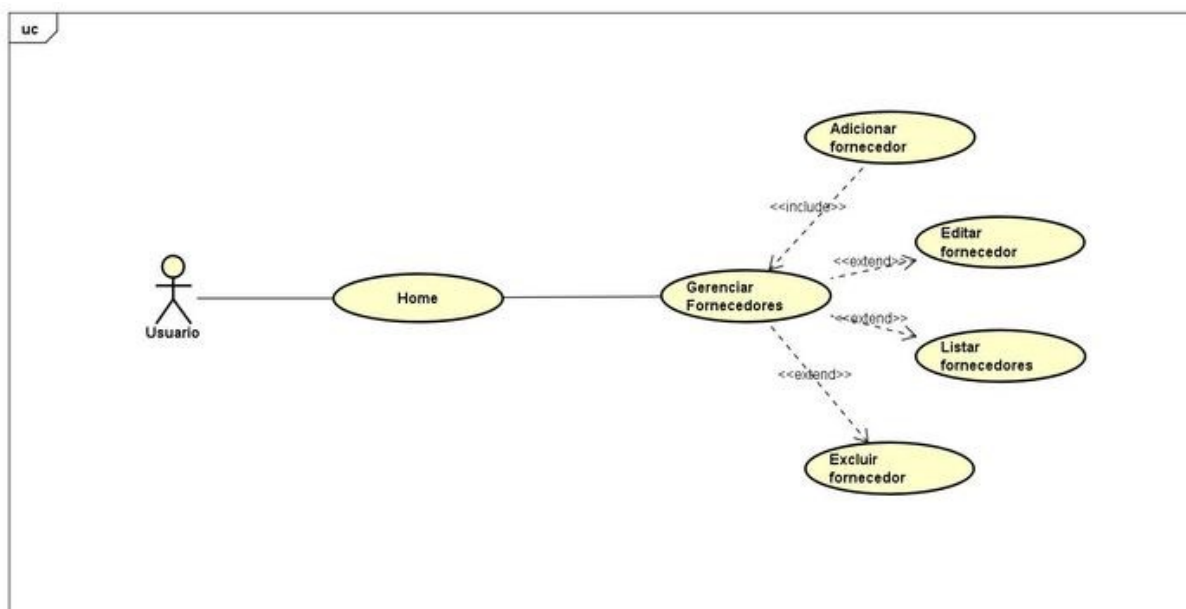 uc
Adicionar
fornecedor
<<include>>
Editar
fornecedor
<<extend>>
Gerenciar
Fornecedores
Home
Usuario
<<extend>>
Listar
fornecedores
<<extend>>
Excluir
fornecedor